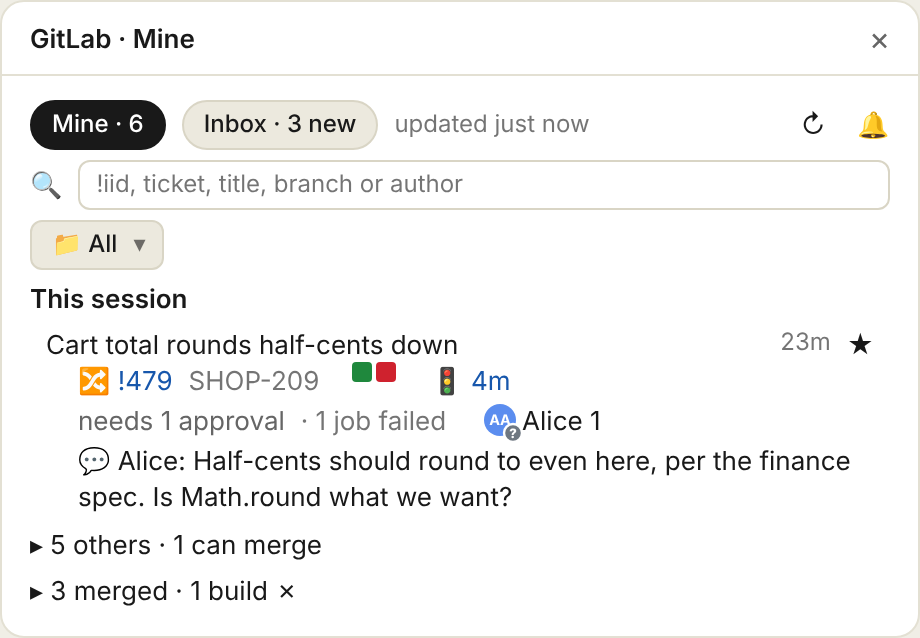 GitLab · Mine ×
Mine · 6 Inbox · 3 new updated just now
!iid, ticket, title, branch or author
All ▾
This session
Cart total rounds half-cents down 23m ★
!479 SHOP-209 4m
needs 1 approval · 1 job failed AA ? Alice 1
Alice: Half-cents should round to even here, per the finance
spec. Is Math.round what we want?
▸ 5 others · 1 can merge
▸ 3 merged · 1 build ×